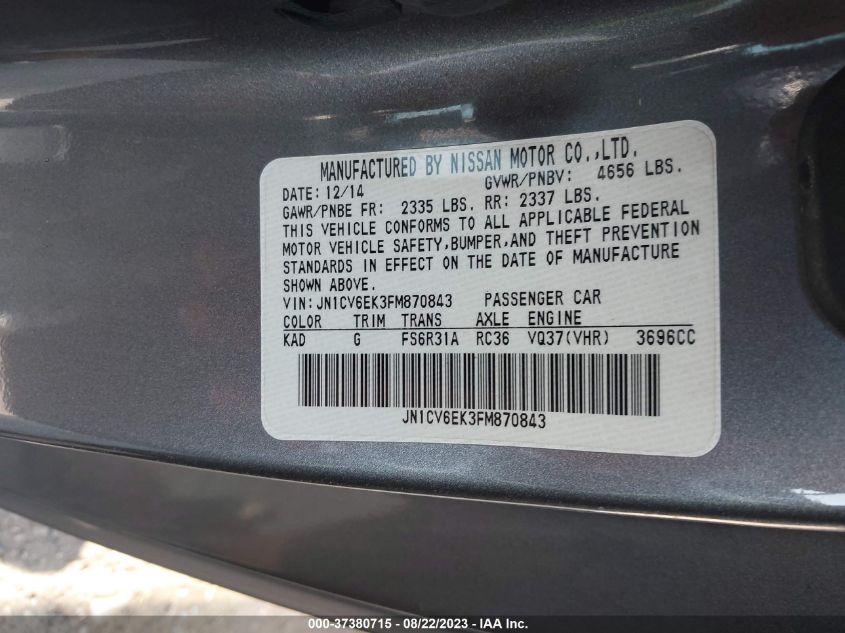 MANUFACTURED BY NISSAN MOTOR CO.,LTD.
DATE: 12/14 GVWR/PNBV: 4656 LBS.
GAWR/PNBE FR: 2335 LBS. RR: 2337 LBS.
THIS VEHICLE CONFORMS TO ALL APPLICABLE FEDERAL
MOTOR VEHICLE SAFETY,BUMPER,AND THEFT PREVENTION
STANDARDS IN EFFECT ON THE DATE OF MANUFACTURE
SHOWN ABOVE.
VIN:JN1CV6EK3FM870843 PASSENGER CAR
COLOR TRIM TRANS AXLE ENGINE
KAD G FS6R31A RC36 VQ37(VHR) 3696CC
JN1CV6EK3FM870843
000-37380715 - 08/22/2023 - IAA Inc.